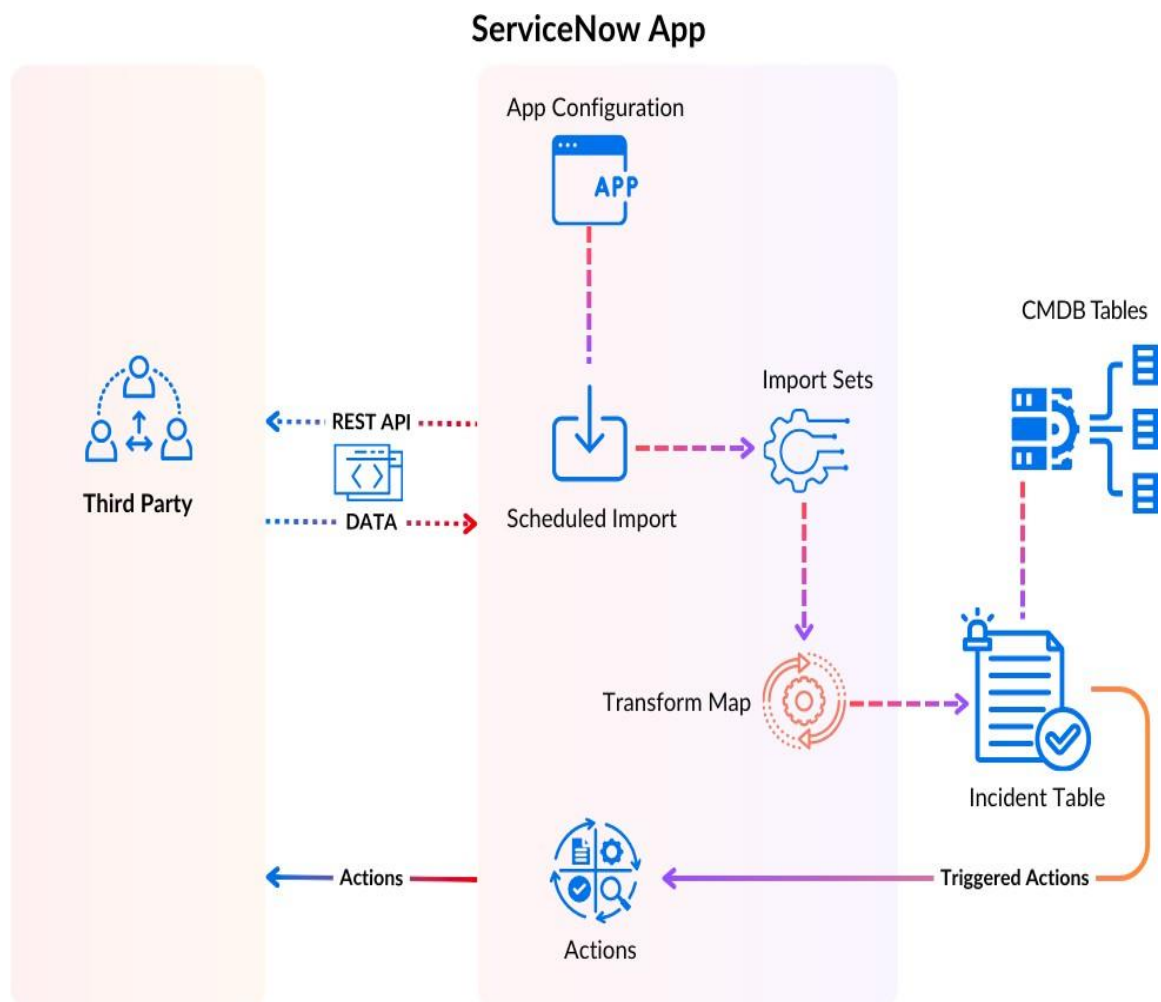 ServiceNow App
App Configuration
APP
CMDB Tables
Import Sets
REST API
Third Party
DATA
Scheduled Import
Transform Map
Incident Table
Actions
Triggered Actions
Actions